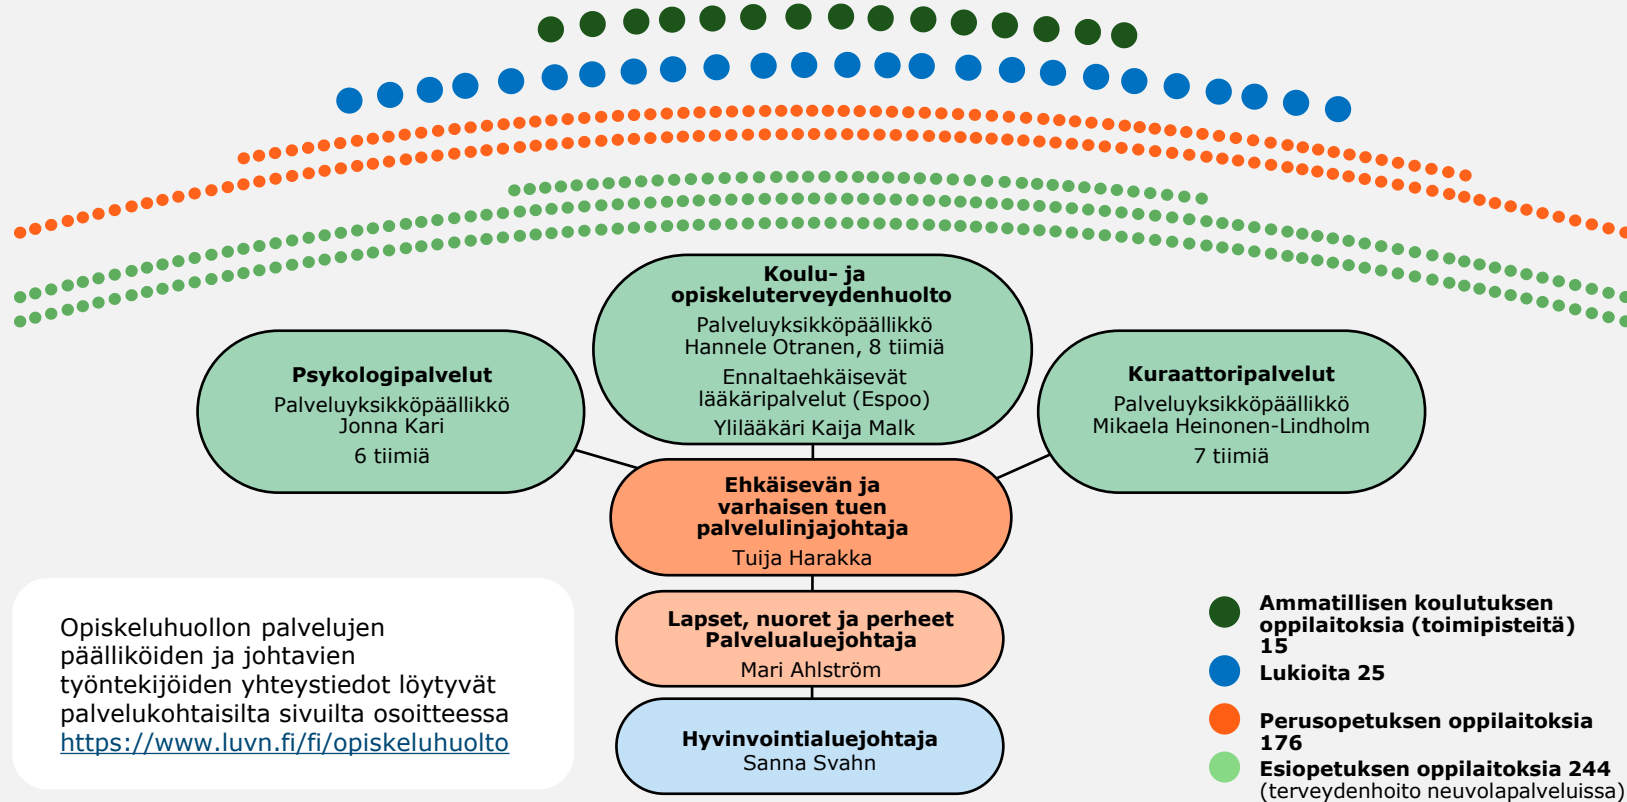 Koulu- ja
opiskeluterveydenhuolto
Palveluyksikköpäällikkö
Hannele Otranen, 8 tiimiä
Ennaltaehkäisevät
lääkäripalvelut (Espoo)
Ylilääkäri Kaija Malk
Psykologipalvelut
Palveluyksikköpäällikkö
Jonna Kari
6 tiimiä
Kuraattoripalvelut
Palveluyksikköpäällikkö
Mikaela Heinonen-Lindholm
7 tiimiä
Ehkäisevän ja
varhaisen tuen
palvelulinjajohtaja
Tuija Harakka
Lapset, nuoret ja perheet
Palvelualuejohtaja
Mari Ahlström
Hyvinvointialuejohtaja
Sanna Svahn
Opiskeluhuollon palvelujen
päälliköiden ja johtavien
työntekijöiden yhteystiedot löytyvät
palvelukohtaisilta sivuilta osoitteessa
https://www.luvn.fi/fi/opiskeluhuolto
Ammatillisen koulutuksen
oppilaitoksia (toimipisteitä)
15
Lukioita 25
Perusopetuksen oppilaitoksia
176
Esiopetuksen oppilaitoksia 244
(terveydenhoito neuvolapalveluissa)